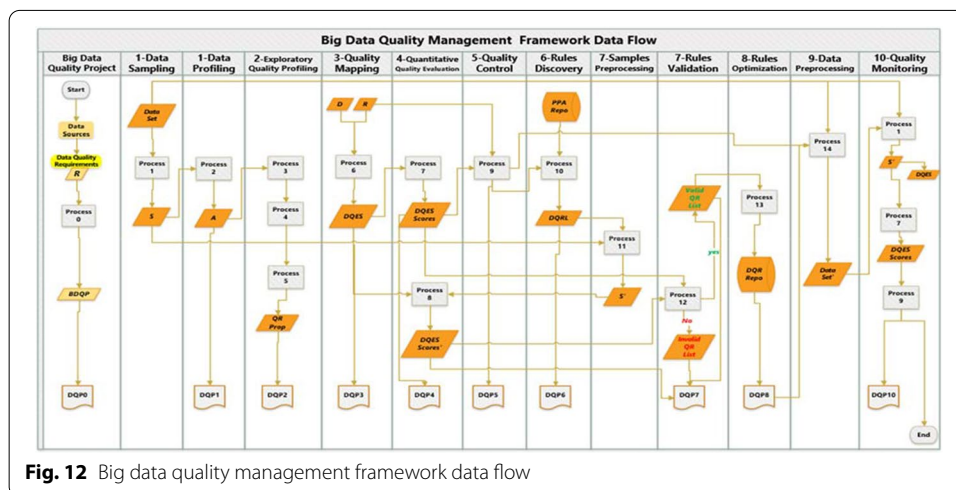 Big Data Quality Management Framework Data Flow
Big Data
Quality Project
1-Data
Sampling
1-Data
Profiling
2-Exploratory
Quality Profiling
3-Quality
Mapping
4-Quantitative
Quality Evaluation
5-Quality
Control
6-Rules
Discovery
7-Samples
Preprocessing
7-Rules
Validation
8-Rules
Optimization
9-Data
Preprocessing
10-Quality
Monitoring
Start
Data
Sources
Data Quality
Requirements
R
Process
0
BDQP
DQP0
Data
Set
Process
1
S
Process
2
A
DQP1
Process
3
Process
4
Process
5
QR
Prop
DQP2
D
R
Process
6
DQES
DQP3
Process
7
DQES
Scores
Process
8
DQES
Scores'
DQP4
Process
9
DQP5
PPA
Repo
Process
10
DQRL
DQP6
Process
11
S'
Valid
QR
List
yes
Process
12
No
Invalid
QR
List
DQP7
Process
13
DQR
Repo
DQP8
Process
14
Data
Set'
Process
1
S'
DQES
Process
7
DQES
Scores
Process
9
DQP10
End
Fig. 12 Big data quality management framework data flow